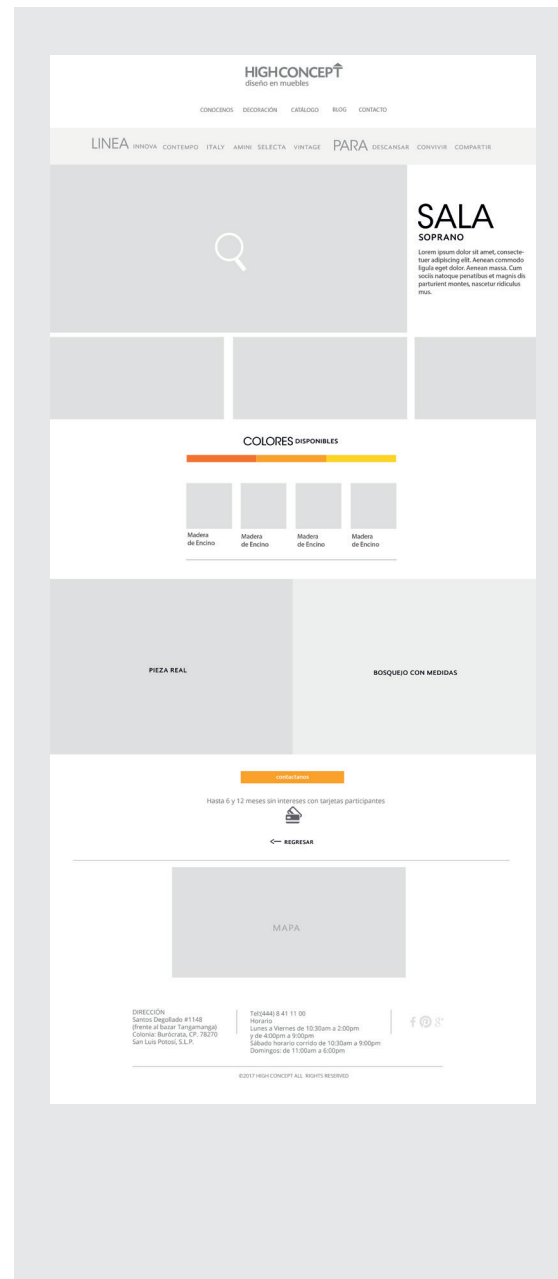 HIGHCONCEPT
diseño en muebles
CONOCENOS DECORACIÓN CATÁLOGO BLOG CONTACTO
LINEA INNOVA CONTEMPO ITALY AMINI SELECTA VINTAGE PARA DESCANSAR CONVIVIR COMPARTIR
SALA
SOPRANO
Lorem ipsum dolor sit amet, consecte-
tuer adipiscing elit. Aenean commodo
ligula eget dolor. Aenean massa. Cum
sociis natoque penatibus et magnis dis
parturient montes, nascetur ridiculus
mus.
COLORES DISPONIBLES
Madera
de Encino
Madera
de Encino
Madera
de Encino
Madera
de Encino
PIEZA REAL
BOSQUEJO CON MEDIDAS
contactanos
Hasta 6 y 12 meses sin intereses con tarjetas participantes
REGRESAR
MAPA
DIRECCIÓN
Santos Degollado #1148
(frente al bazar Tangamanga)
Colonia: Burócrata, CP. 78270
San Luis Potosí, S.L.P.
Tel:(444) 8 41 11 00
Horario
Lunes a Viernes de 10:30am a 2:00pm
y de 4:00pm a 9:00pm
Sábado horario corrido de 10:30am a 9:00pm
Domingos: de 11:00am a 6:00pm
©2017 HIGH CONCEPT ALL RIGHTS RESERVED